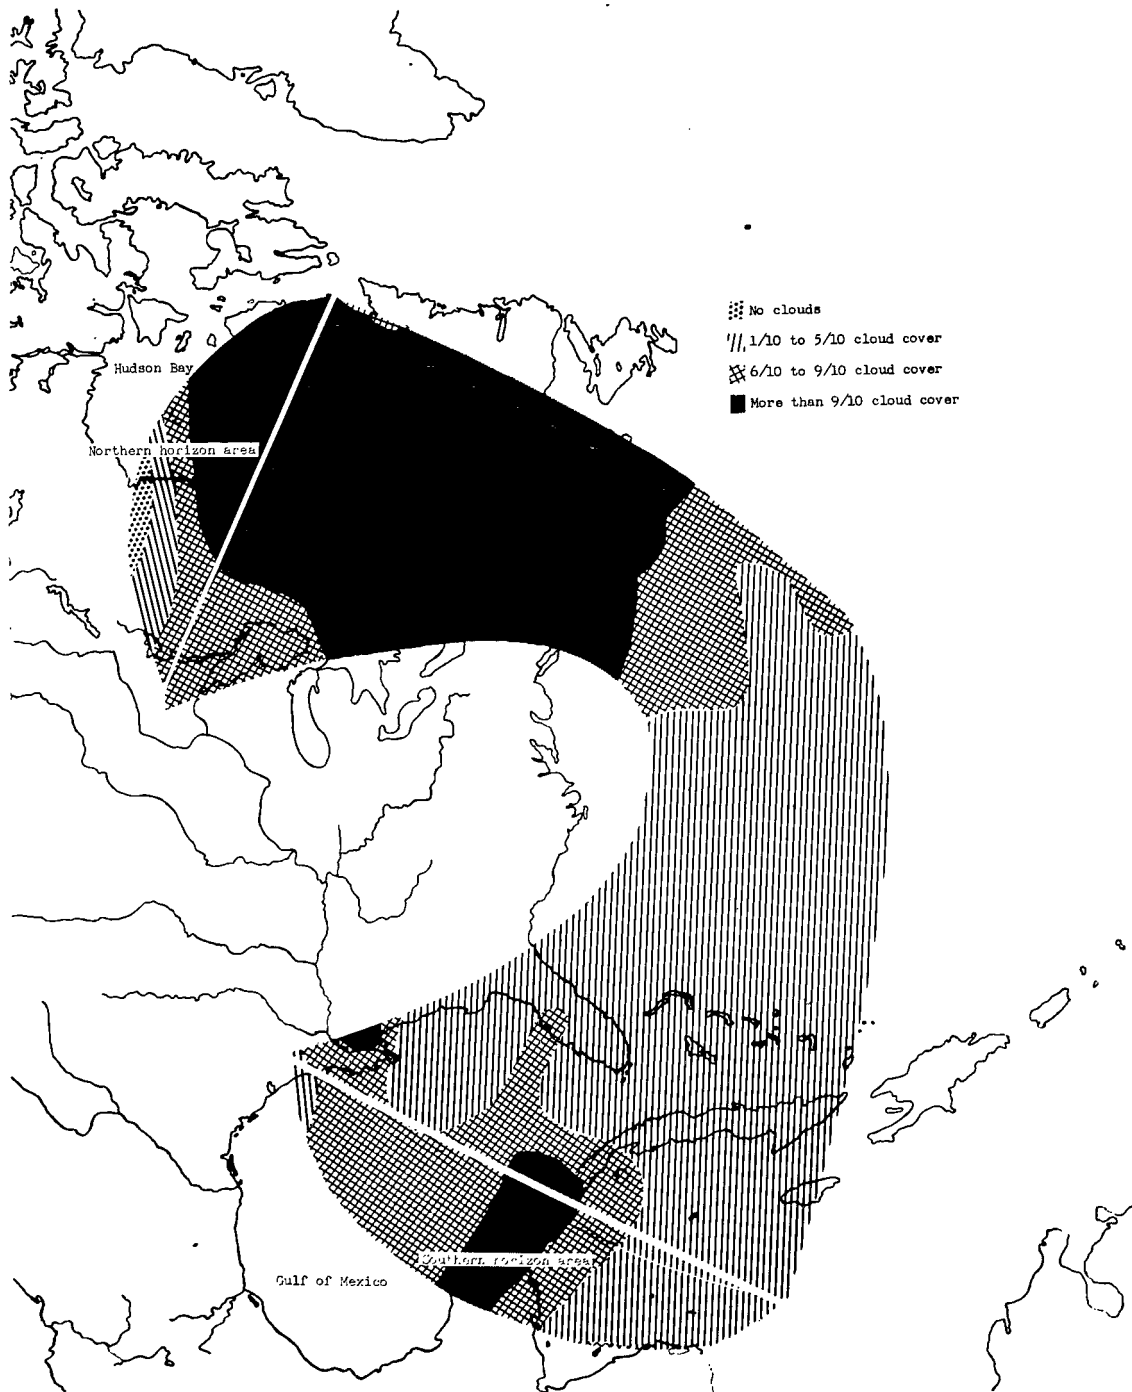 No clouds
1/10 to 5/10 cloud cover
6/10 to 9/10 cloud cover
More than 9/10 cloud cover
Hudson Bay
Northern horizon area
Southern horizon area
Gulf of Mexico